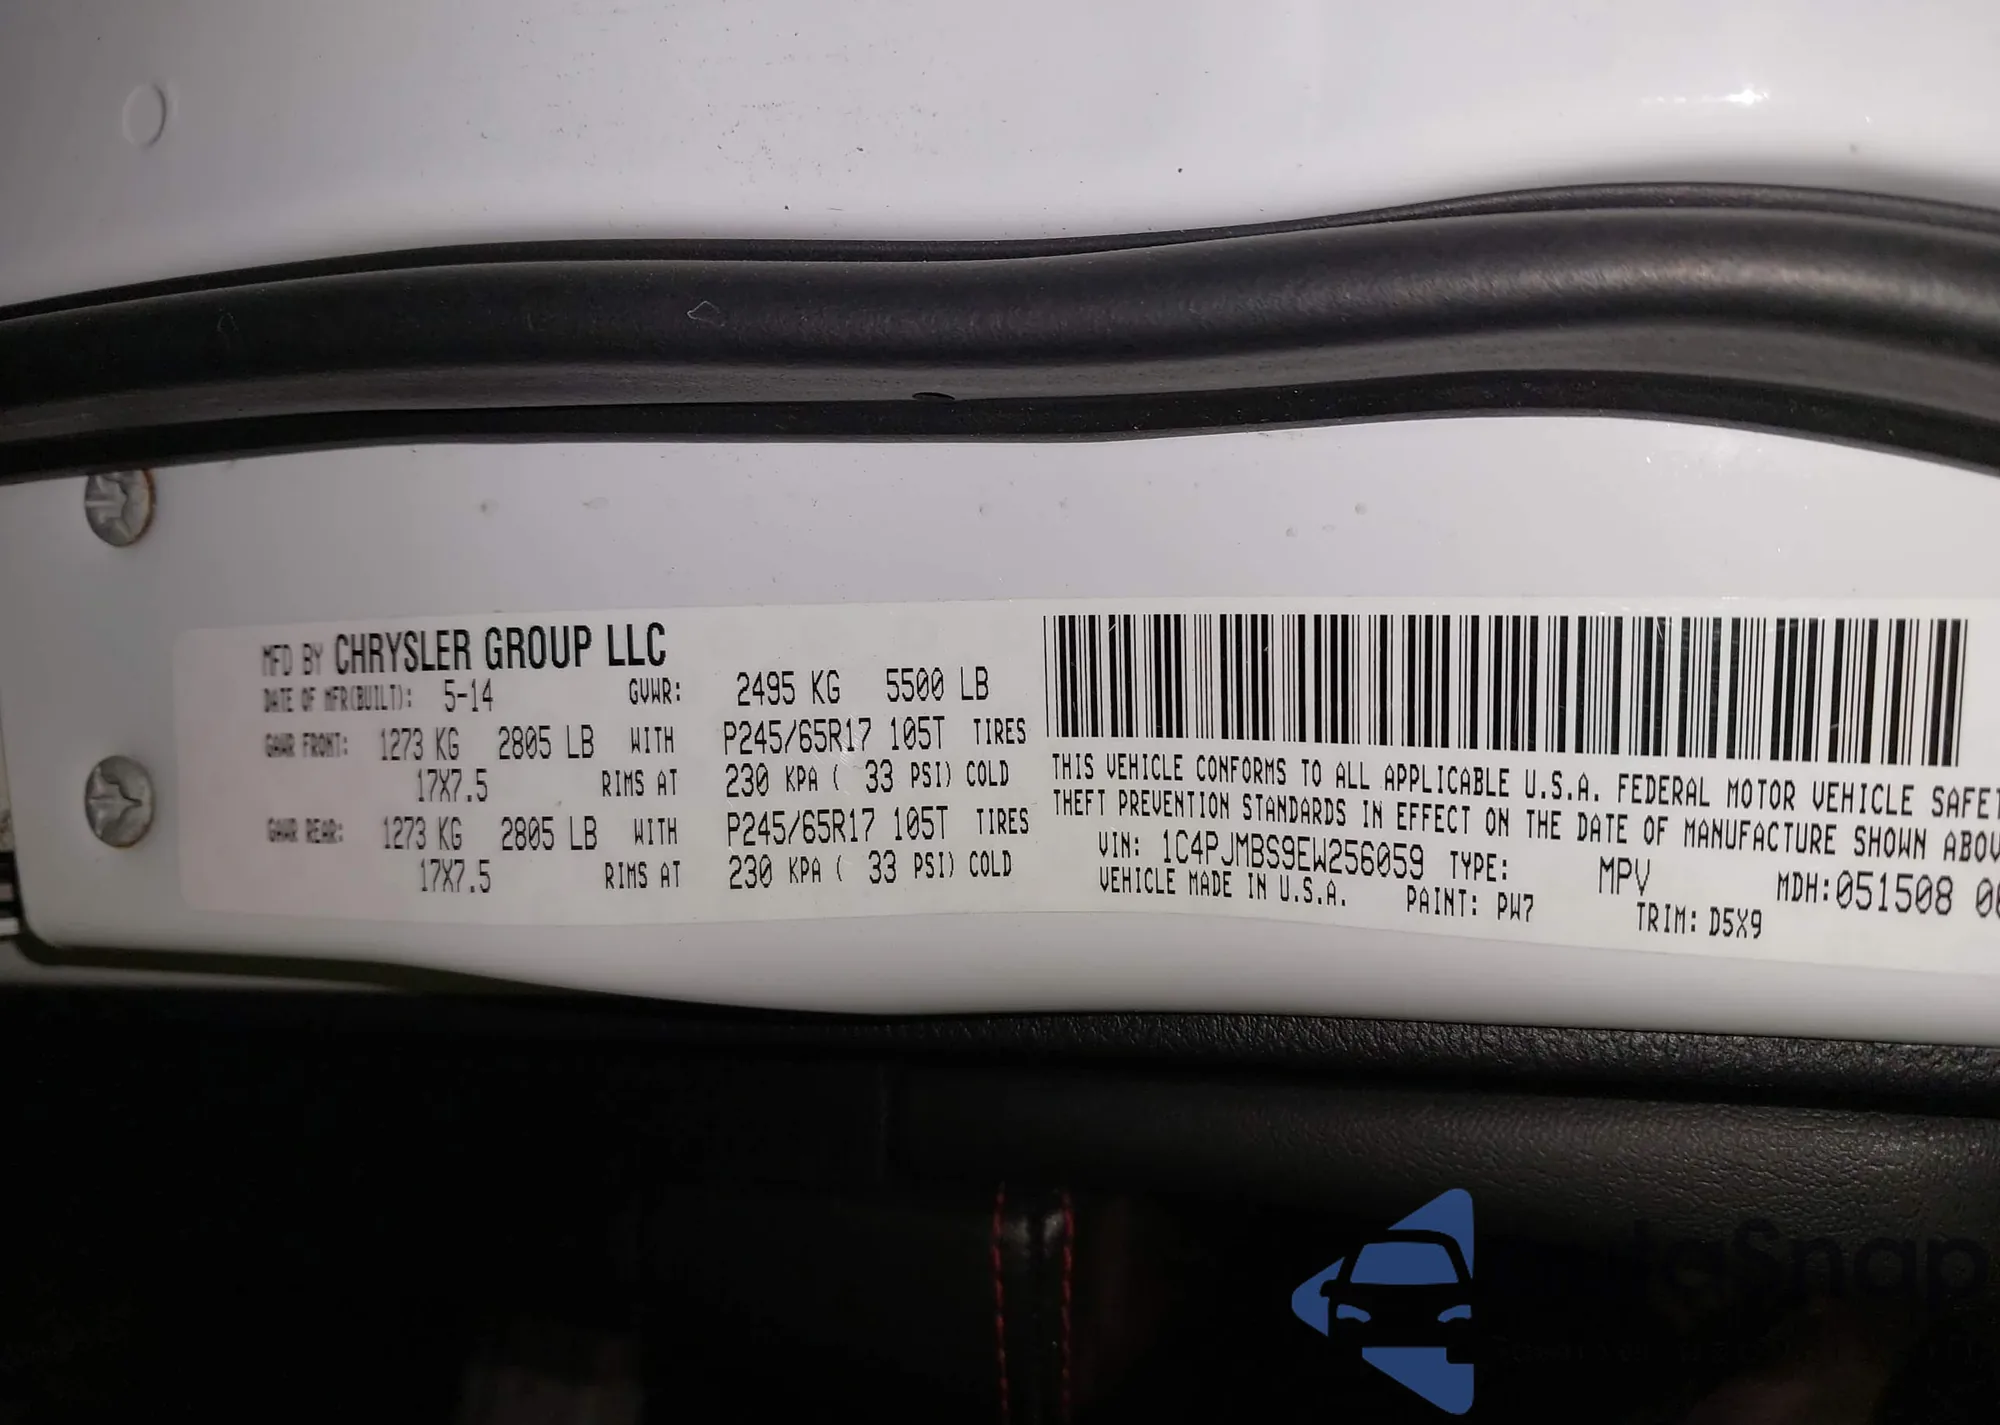 MFD BY CHRYSLER GROUP LLC
DATE OF MFR(BUILT): 5-14 GVWR: 2495 KG 5500 LB
GAWR FRONT: 1273 KG 2805 LB WITH P245/65R17 105T TIRES
17X7.5 RIMS AT 230 KPA ( 33 PSI) COLD
GAWR REAR: 1273 KG 2805 LB WITH P245/65R17 105T TIRES
17X7.5 RIMS AT 230 KPA ( 33 PSI) COLD
THIS VEHICLE CONFORMS TO ALL APPLICABLE U.S.A. FEDERAL MOTOR VEHICLE
THEFT PREVENTION STANDARDS IN EFFECT ON THE DATE OF MANUFACTURE SHOWN
VIN: 1C4PJMBS9EW256059 TYPE: MPV MDH:051508
VEHICLE MADE IN U.S.A. PAINT: PW7 TRIM: D5X9